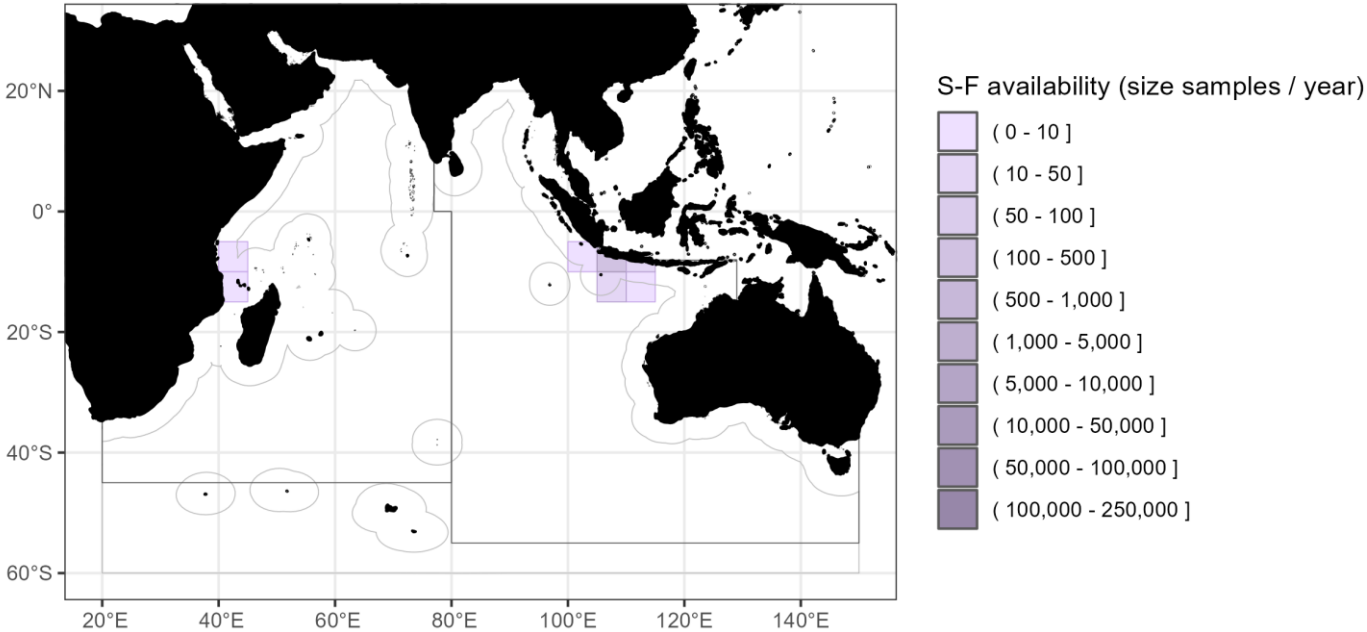 S-F availability (size samples / year)
( 0 - 10 ]
( 10 - 50 ]
( 50 - 100 ]
( 100 - 500 ]
( 500 - 1,000 ]
( 1,000 - 5,000 ]
( 5,000 - 10,000 ]
( 10,000 - 50,000 ]
( 50,000 - 100,000 ]
( 100,000 - 250,000 ]
20°N
0°
20°S
40°S
60°S
20°E 40°E 60°E 80°E 100°E 120°E 140°E